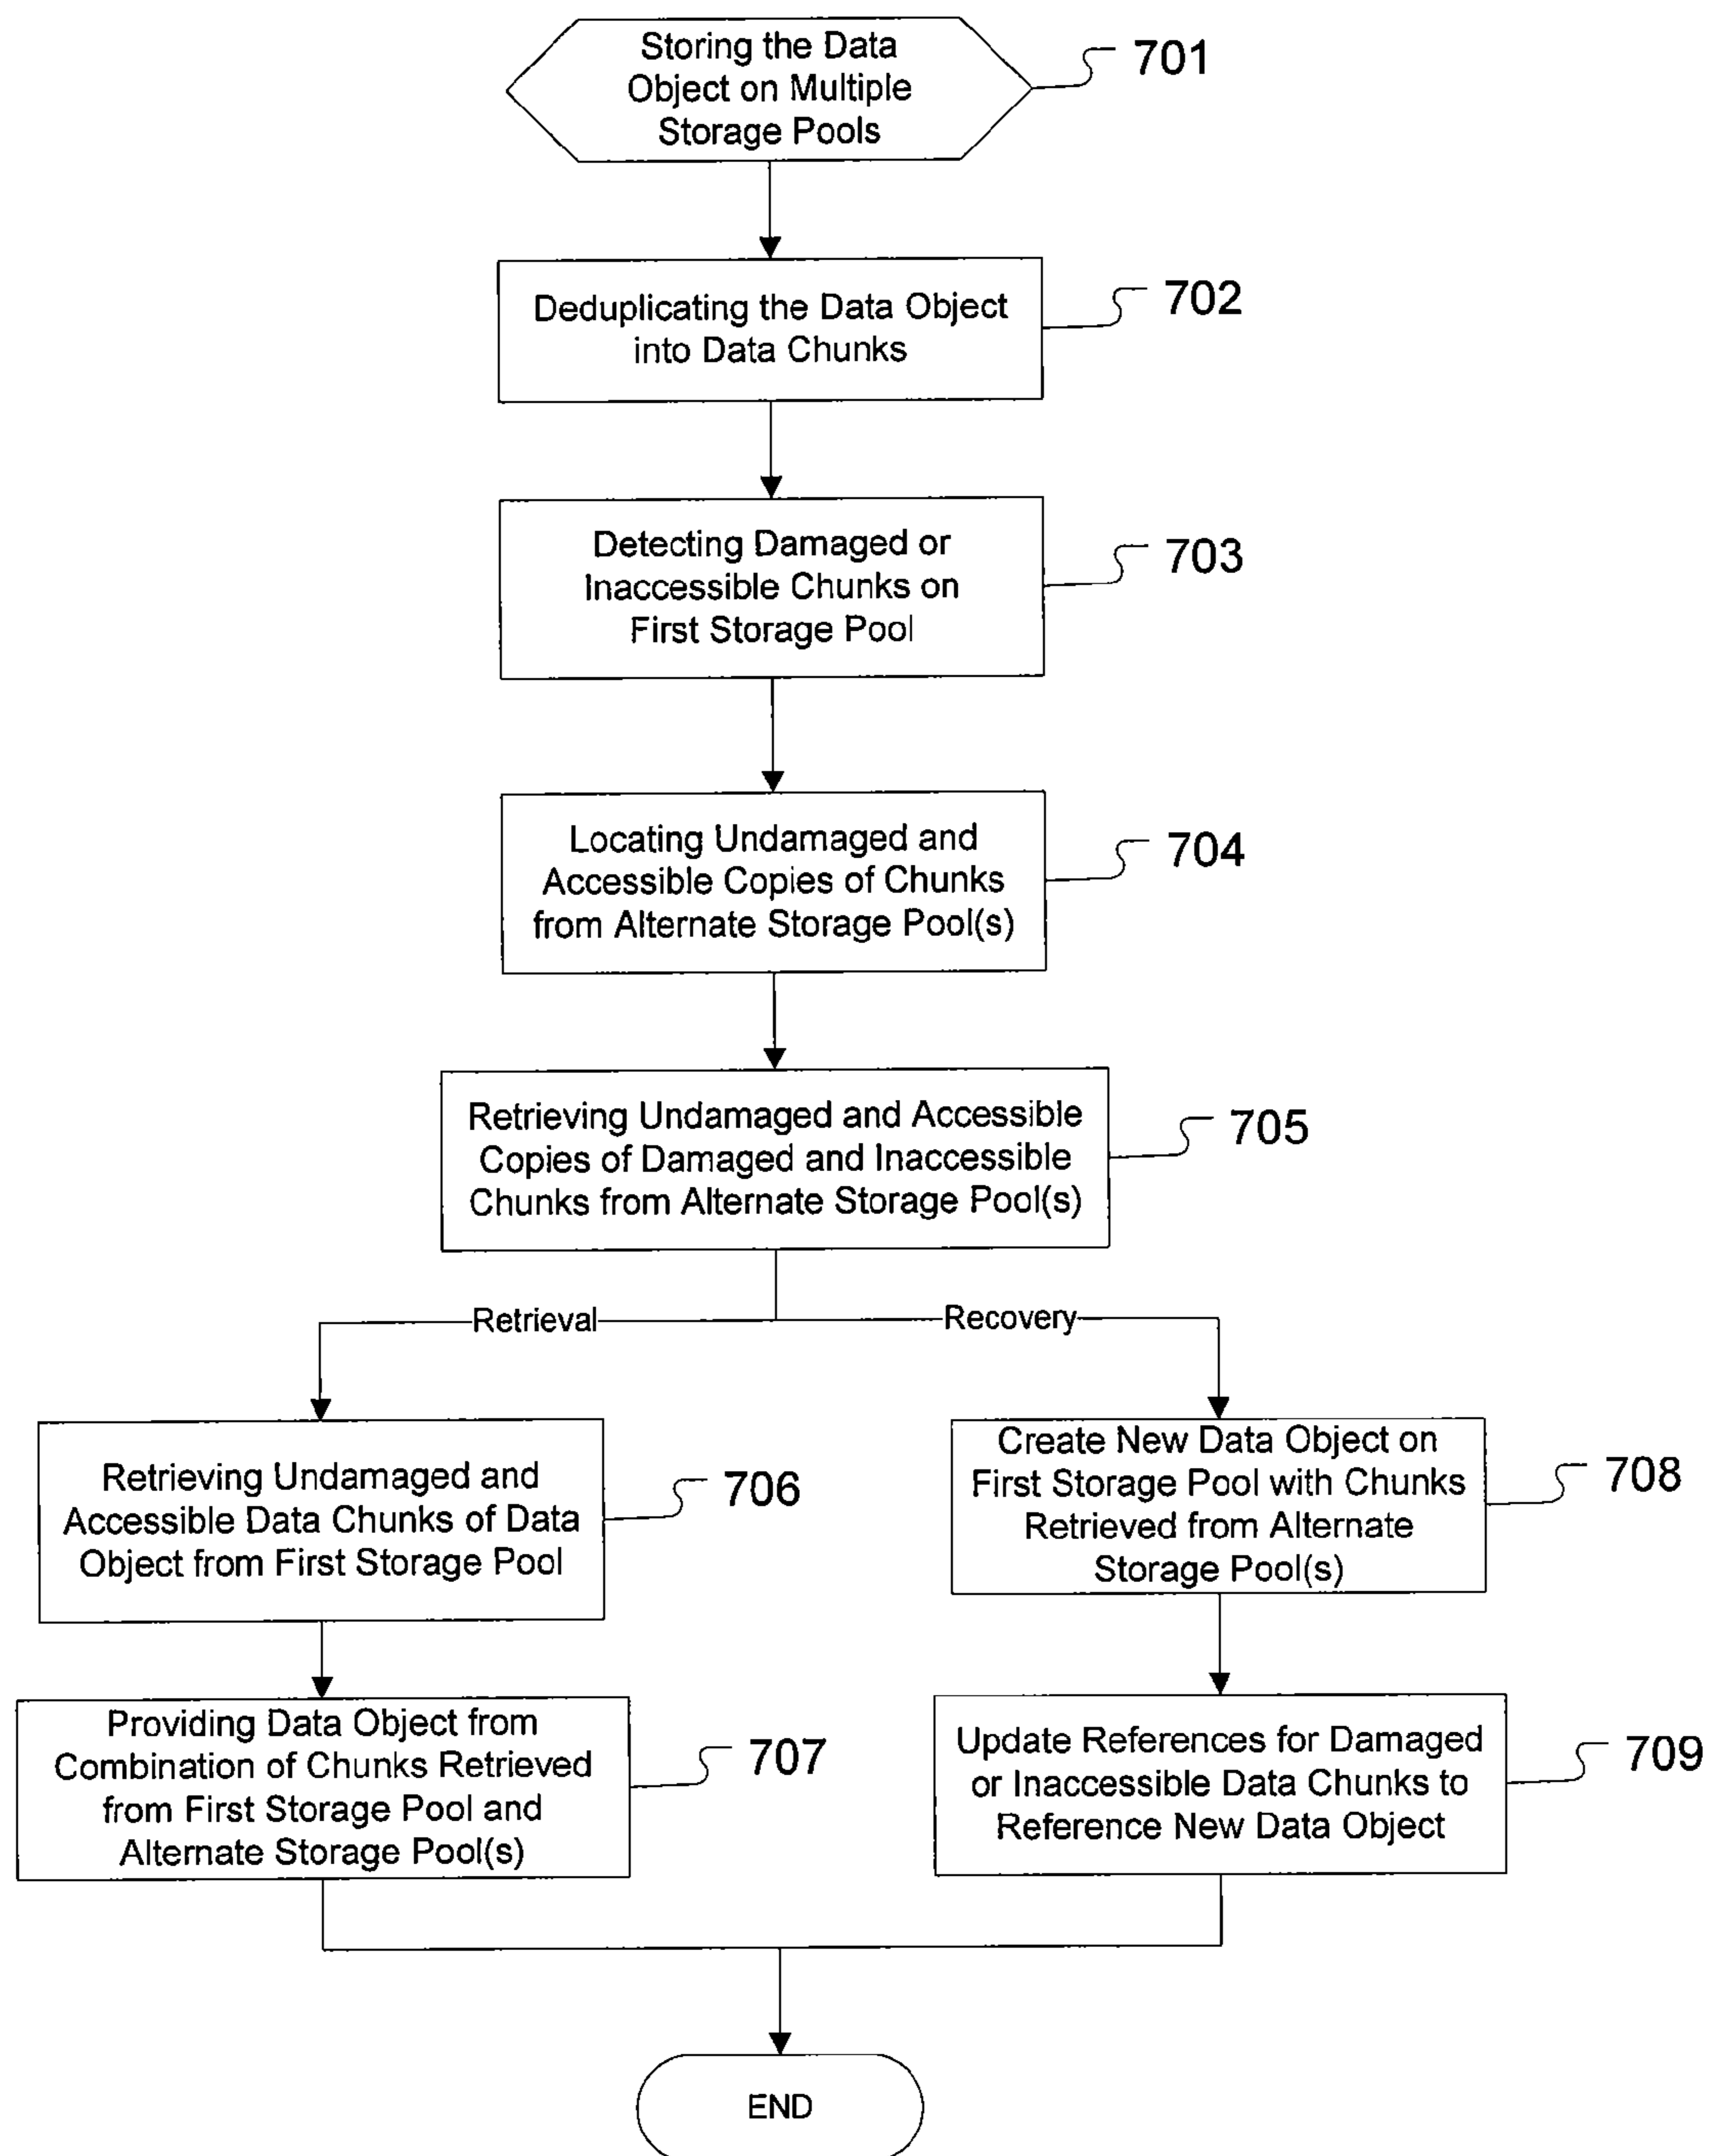 Storing the Data
Object on Multiple
Storage Pools
701
Deduplicating the Data Object
into Data Chunks
702
Detecting Damaged or
Inaccessible Chunks on
First Storage Pool
703
Locating Undamaged and
Accessible Copies of Chunks
from Alternate Storage Pool(s)
704
Retrieving Undamaged and Accessible
Copies of Damaged and Inaccessible
Chunks from Alternate Storage Pool(s)
705
Retrieval
Recovery
Retrieving Undamaged and
Accessible Data Chunks of Data
Object from First Storage Pool
706
Create New Data Object on
First Storage Pool with Chunks
Retrieved from Alternate
Storage Pool(s)
708
Providing Data Object from
Combination of Chunks Retrieved
from First Storage Pool and
Alternate Storage Pool(s)
707
Update References for Damaged
or Inaccessible Data Chunks to
Reference New Data Object
709
END